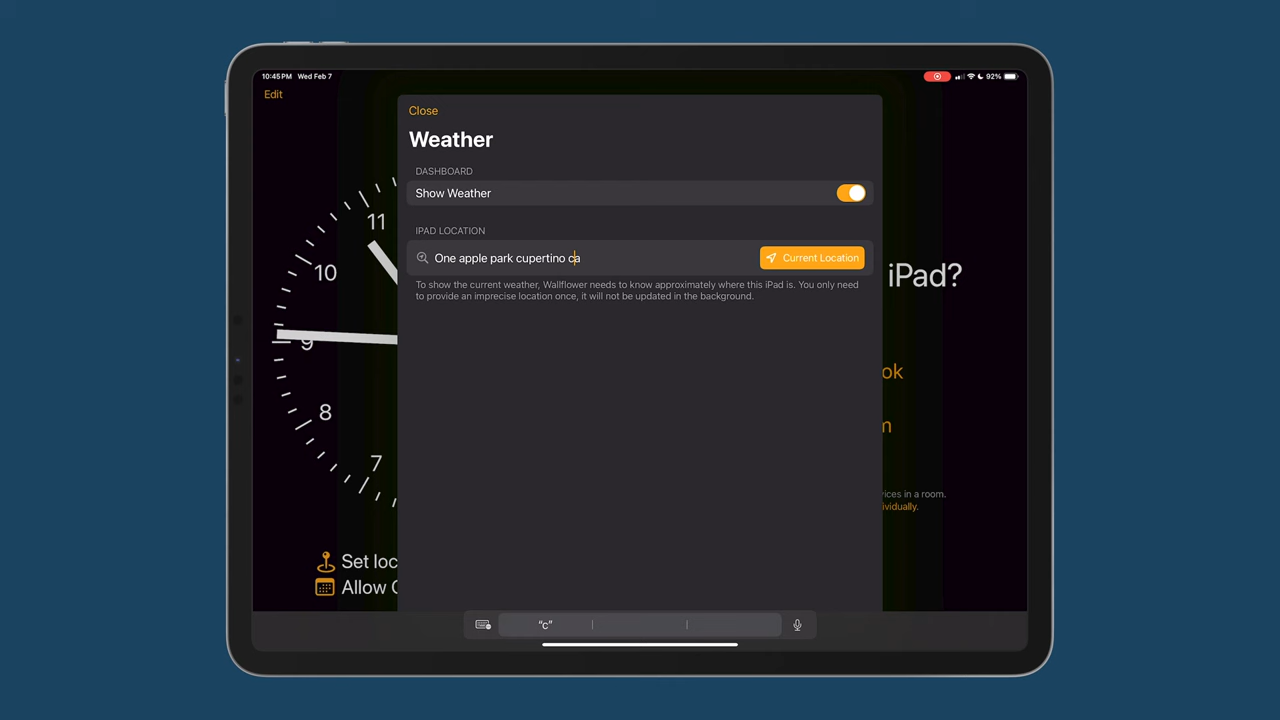 10:45 PM Wed Feb 7
92%
Edit
Close
Weather
DASHBOARD
Show Weather
IPAD LOCATION
One apple park cupertino ca
Current Location
To show the current weather, Wallflower needs to know approximately where this iPad is. You only need
to provide an imprecise location once, it will not be updated in the background.
11
10
9
8
7
iPad?
ok
m
vices in a room.
vidually.
Set loc
Allow C
“c”